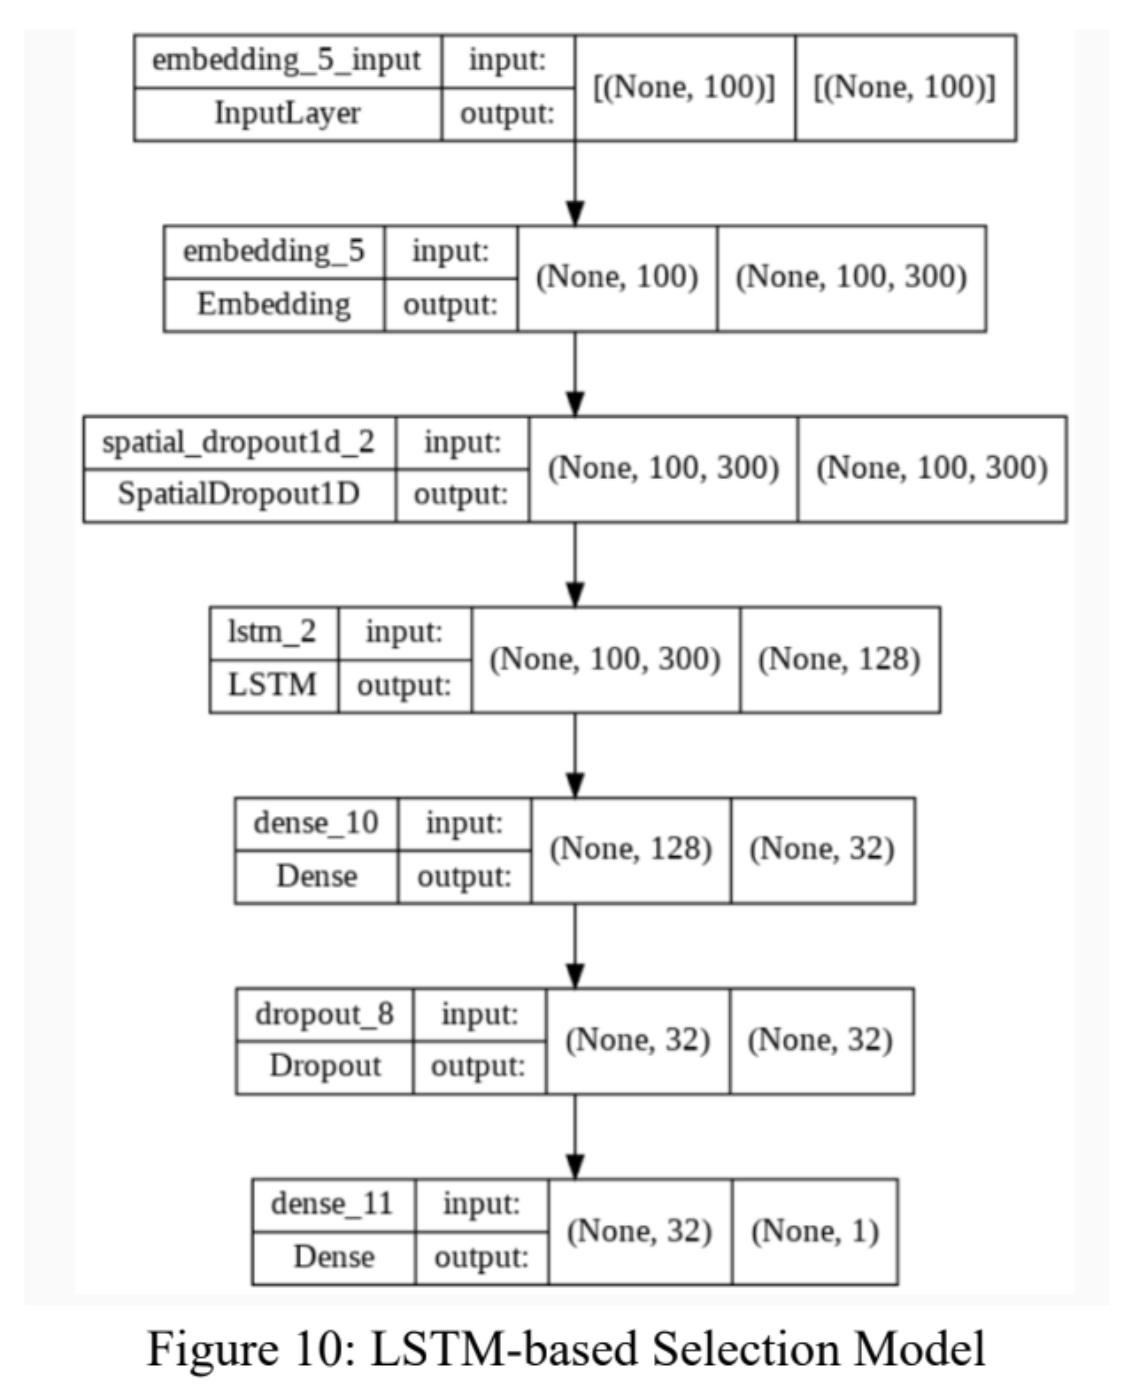 embedding_5_input input: [(None, 100)] [(None, 100)]
InputLayer output:
embedding_5 input: (None, 100) (None, 100, 300)
Embedding output:
spatial_dropout1d_2 input: (None, 100, 300) (None, 100, 300)
SpatialDropout1D output:
lstm_2 input: (None, 100, 300) (None, 128)
LSTM output:
dense_10 input: (None, 128) (None, 32)
Dense output:
dropout_8 input: (None, 32) (None, 32)
Dropout output:
dense_11 input: (None, 32) (None, 1)
Dense output:
Figure 10: LSTM-based Selection Model